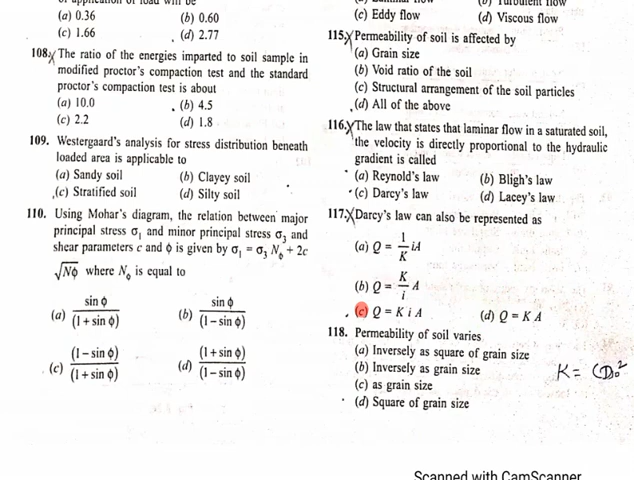 of application of load will be
(a) 0.36 (b) 0.60
(c) 1.66 (d) 2.77
108. The ratio of the energies imparted to soil sample in
modified proctor's compaction test and the standard
proctor's compaction test is about
(a) 10.0 (b) 4.5
(c) 2.2 (d) 1.8
109. Westergaard's analysis for stress distribution beneath
loaded area is applicable to
(a) Sandy soil (b) Clayey soil
(c) Stratified soil (d) Silty soil
110. Using Mohar's diagram, the relation between major
principal stress σ₁ and minor principal stress σ₃ and
shear parameters c and ϕ is given by σ₁ = σ₃ Nϕ + 2c
√Nϕ where Nϕ is equal to
(a) sin ϕ / (1 + sin ϕ) (b) sin ϕ / (1 – sin ϕ)
(c) (1 – sin ϕ) / (1 + sin ϕ) (d) (1 + sin ϕ) / (1 – sin ϕ)
(c) Eddy flow (d) Viscous flow
115. Permeability of soil is affected by
(a) Grain size
(b) Void ratio of the soil
(c) Structural arrangement of the soil particles
(d) All of the above
116. The law that states that laminar flow in a saturated soil,
the velocity is directly proportional to the hydraulic
gradient is called
(a) Reynold's law (b) Bligh's law
(c) Darcy's law (d) Lacey's law
117. Darcy's law can also be represented as
(a) Q = 1/K iA
(b) Q = K/i A
(c) Q = K i A (d) Q = K A
118. Permeability of soil varies
(a) Inversely as square of grain size
(b) Inversely as grain size
(c) as grain size
(d) Square of grain size
Scanned with CamScanner